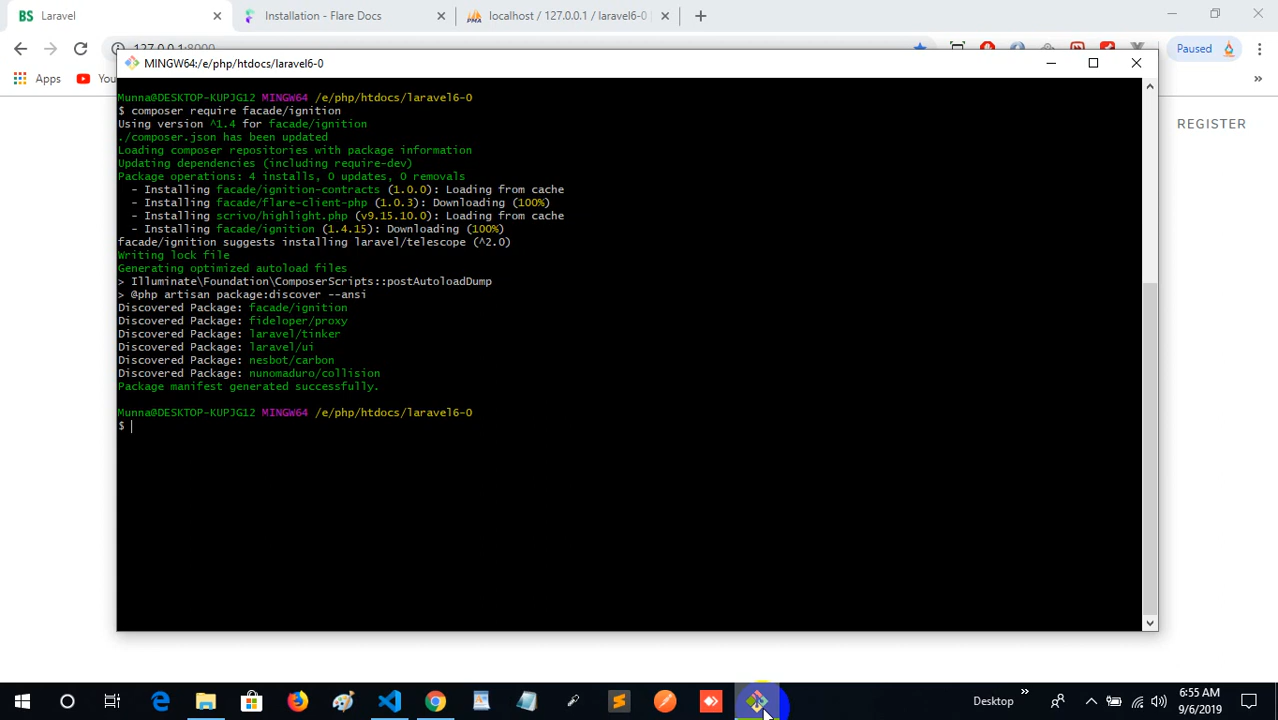 BS Laravel
Installation - Flare Docs
PMA localhost / 127.0.0.1 / laravel6-0
127.0.0.1:8000
Paused
Apps
You
REGISTER
MINGW64:/e/php/htdocs/laravel6-0
Munna@DESKTOP-KUPJG12 MINGW64 /e/php/htdocs/laravel6-0
$ composer require facade/ignition
Using version ^1.4 for facade/ignition
./composer.json has been updated
Loading composer repositories with package information
Updating dependencies (including require-dev)
Package operations: 4 installs, 0 updates, 0 removals
- Installing facade/ignition-contracts (1.0.0): Loading from cache
- Installing facade/flare-client-php (1.0.3): Downloading (100%)
- Installing scrivo/highlight.php (v9.15.10.0): Loading from cache
- Installing facade/ignition (1.4.15): Downloading (100%)
facade/ignition suggests installing laravel/telescope (^2.0)
Writing lock file
Generating optimized autoload files
> Illuminate\Foundation\ComposerScripts::postAutoloadDump
> @php artisan package:discover --ansi
Discovered Package: facade/ignition
Discovered Package: fideloper/proxy
Discovered Package: laravel/tinker
Discovered Package: laravel/ui
Discovered Package: nesbot/carbon
Discovered Package: nunomaduro/collision
Package manifest generated successfully.
Munna@DESKTOP-KUPJG12 MINGW64 /e/php/htdocs/laravel6-0
$
Desktop
6:55 AM
9/6/2019